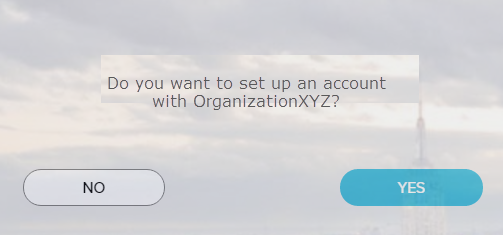 Do you want to set up an account
with OrganizationXYZ?
NO
YES